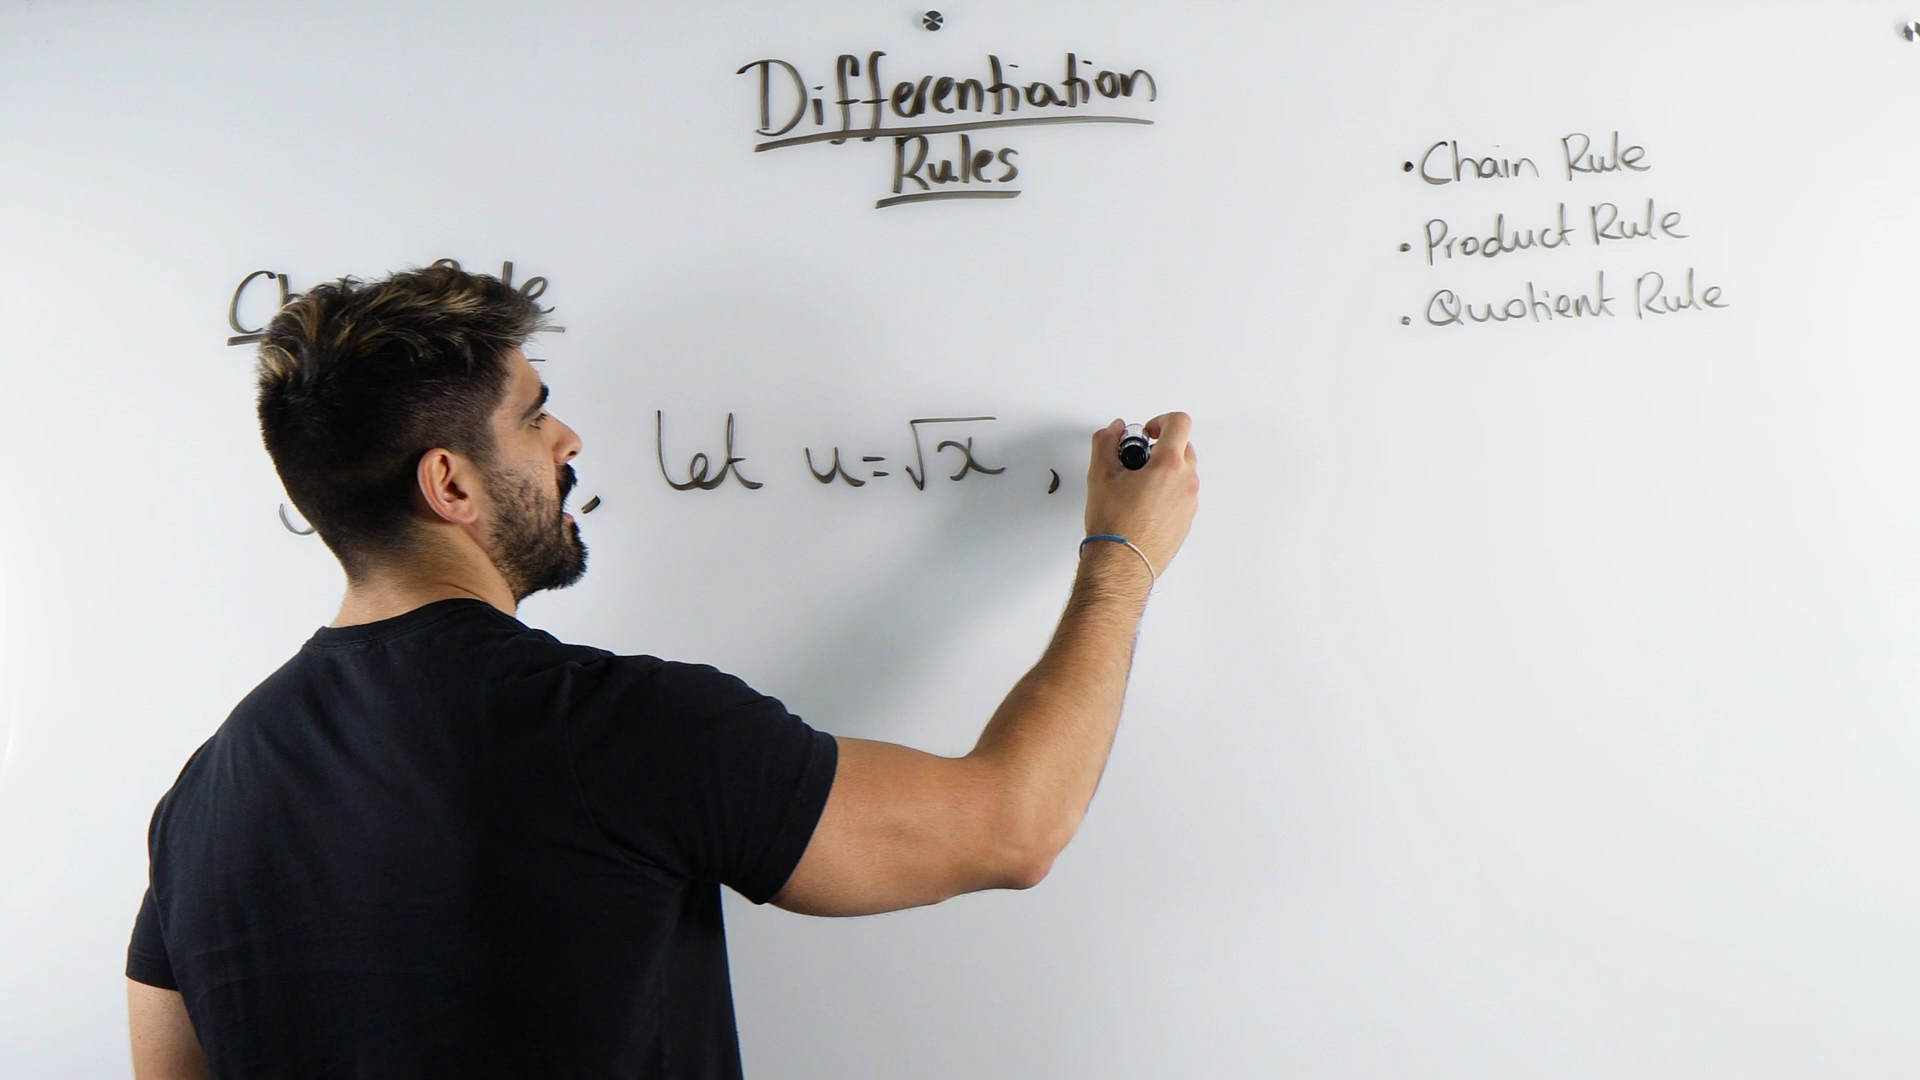 Differentiation
Rules
• Chain Rule
• Product Rule
• Quotient Rule
let u=√x ,